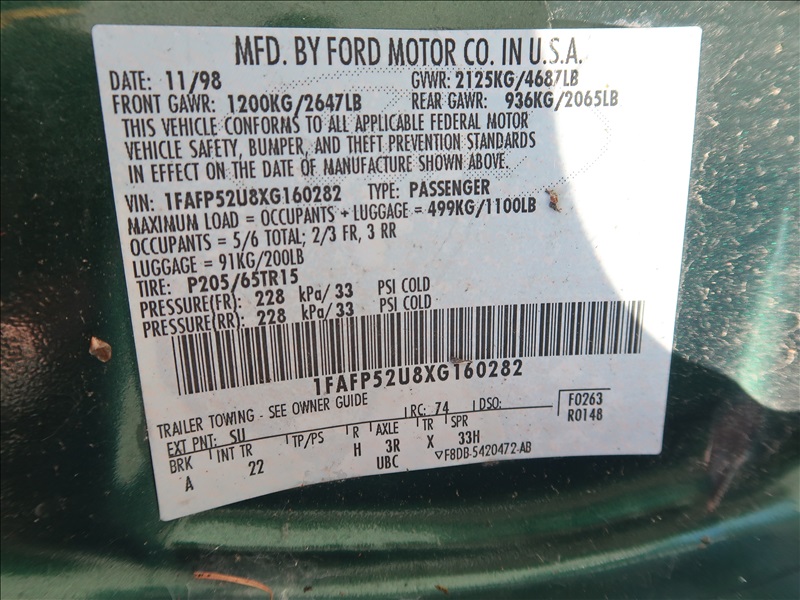 MFD. BY FORD MOTOR CO. IN U.S.A.
DATE: 11/98 GVWR: 2125KG/4687LB
FRONT GAWR: 1200KG/2647LB REAR GAWR: 936KG/2065LB
THIS VEHICLE CONFORMS TO ALL APPLICABLE FEDERAL MOTOR
VEHICLE SAFETY, BUMPER, AND THEFT PREVENTION STANDARDS
IN EFFECT ON THE DATE OF MANUFACTURE SHOWN ABOVE.
VIN: 1FAFP52U8XG160282 TYPE: PASSENGER
MAXIMUM LOAD = OCCUPANTS + LUGGAGE = 499KG/1100LB
OCCUPANTS = 5/6 TOTAL; 2/3 FR, 3 RR
LUGGAGE = 91KG/200LB
TIRE: P205/65TR15
PRESSURE(FR): 228 kPa/33 PSI COLD
PRESSURE(RR): 228 kPa/33 PSI COLD
1FAFP52U8XG160282
TRAILER TOWING - SEE OWNER GUIDE
EXT PNT: SU RC: 74 DSO: F0263
R0148
BRK INT TR TP/PS R AXLE TR SPR
A 22 H 3R X 33H
UBC ▽F8DB-5420472-AB